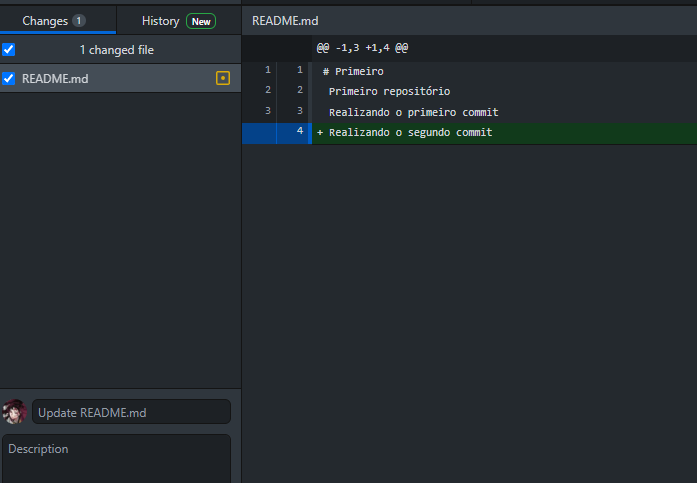 Changes 1 History New
1 changed file
README.md
Update README.md
Description
README.md
@@ -1,3 +1,4 @@
1 1 # Primeiro
2 2 Primeiro repositório
3 3 Realizando o primeiro commit
4 + Realizando o segundo commit